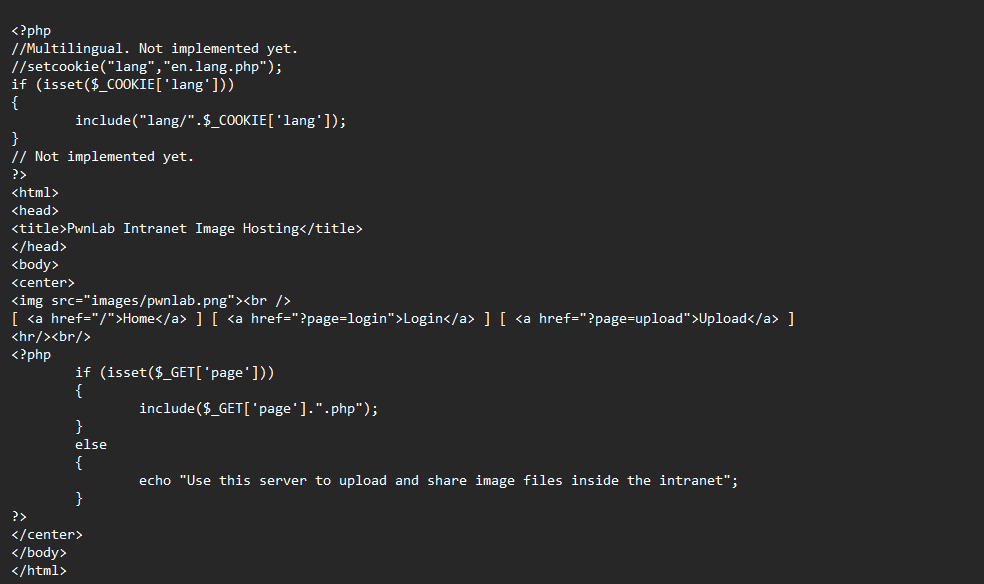 <?php
//Multilingual. Not implemented yet.
//setcookie("lang","en.lang.php");
if (isset($_COOKIE['lang']))
{
        include("lang/".$_COOKIE['lang']);
}
// Not implemented yet.
?>
<html>
<head>
<title>PwnLab Intranet Image Hosting</title>
</head>
<body>
<center>
<img src="images/pwnlab.png"><br />
[ <a href="/">Home</a> ] [ <a href="?page=login">Login</a> ] [ <a href="?page=upload">Upload</a> ]
<hr/><br/>
<?php
        if (isset($_GET['page']))
        {
                include($_GET['page'].".php");
        }
        else
        {
                echo "Use this server to upload and share image files inside the intranet";
        }
?>
</center>
</body>
</html>